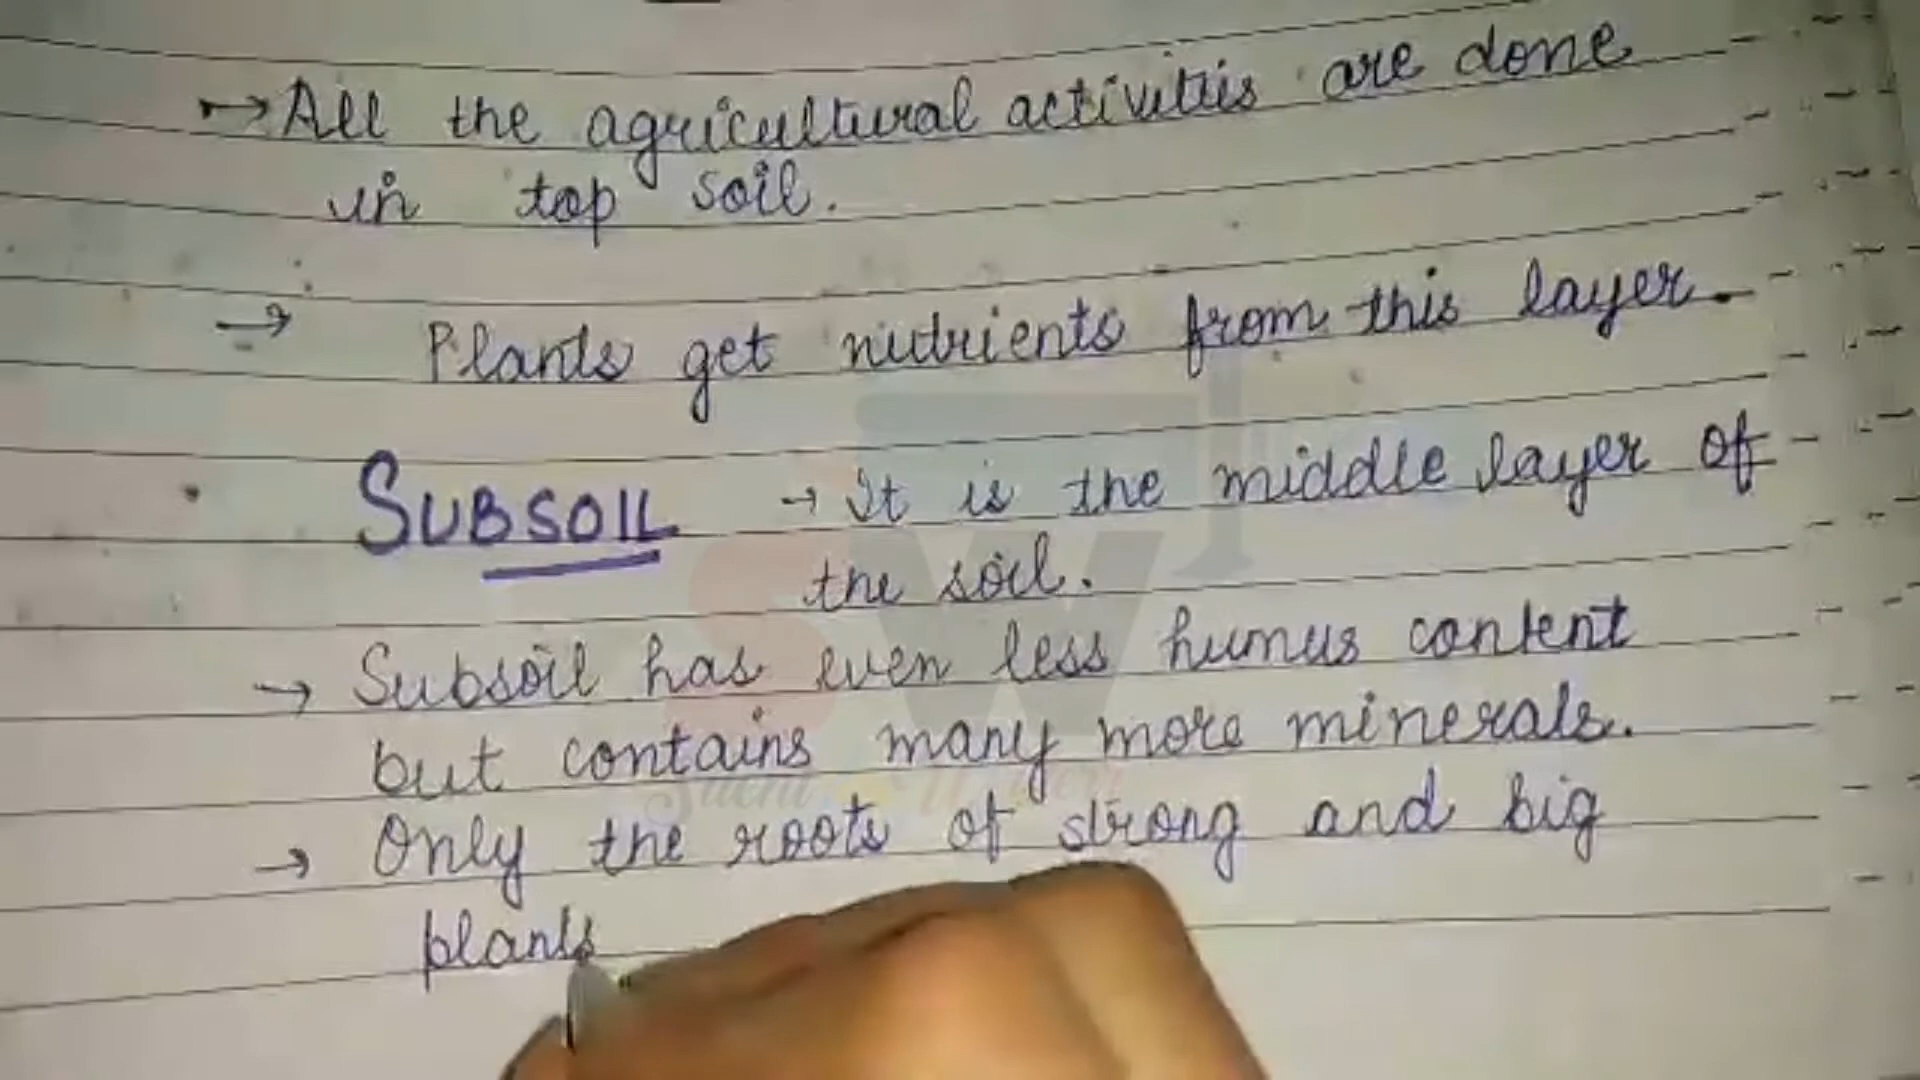 → All the agricultural activities are done
in top soil.
→ Plants get nutrients from this layer.
SUBSOIL → It is the middle layer of
the soil.
→ Subsoil has even less humus content
but contains many more minerals.
→ Only the roots of strong and big
plants
SW